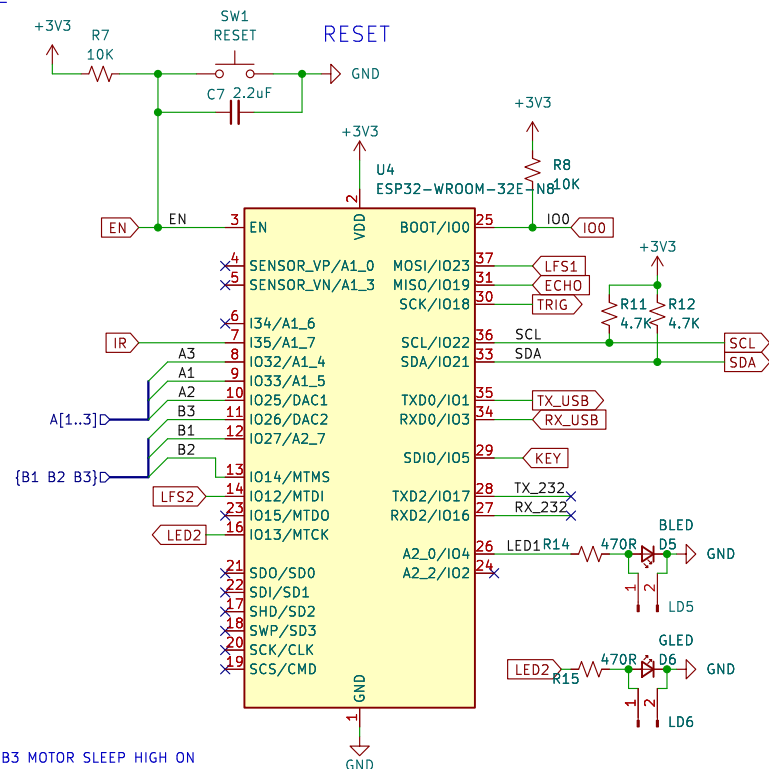 SW1
RESET
RESET
+3V3
R7
10K
GND
C7 2.2uF
+3V3
+3V3
U4
ESP32-WROOM-32E-N8
R8
10K
2
VDD
EN
EN
3
EN
BOOT/IO0
25
IO0
IO0
4
SENSOR_VP/A1_0
MOSI/IO23
37
LFS1
5
SENSOR_VN/A1_3
MISO/IO19
31
ECHO
SCK/IO18
30
TRIG
+3V3
R11
4.7K
R12
4.7K
6
I34/A1_6
IR
7
I35/A1_7
SCL/IO22
36
SCL
SCL
A3
8
IO32/A1_4
SDA/IO21
33
SDA
SDA
A1
9
IO33/A1_5
A2
10
IO25/DAC1
TXD0/IO1
35
TX_USB
A[1..3]
B3
11
IO26/DAC2
RXD0/IO3
34
RX_USB
B1
12
IO27/A2_7
B2
SDIO/IO5
29
KEY
{B1 B2 B3}
13
IO14/MTMS
LFS2
14
IO12/MTDI
TXD2/IO17
28
TX_232
23
IO15/MTDO
RXD2/IO16
27
RX_232
LED2
16
IO13/MTCK
A2_0/IO4
26
LED1
R14
470R
BLED
D5
GND
21
SDO/SD0
A2_2/IO2
24
22
SDI/SD1
1
2
17
SHD/SD2
LD5
18
SWP/SD3
20
SCK/CLK
GLED
19
SCS/CMD
LED2
R15
470R
D6
GND
1
2
LD6
GND
1
GND
B3 MOTOR SLEEP HIGH ON